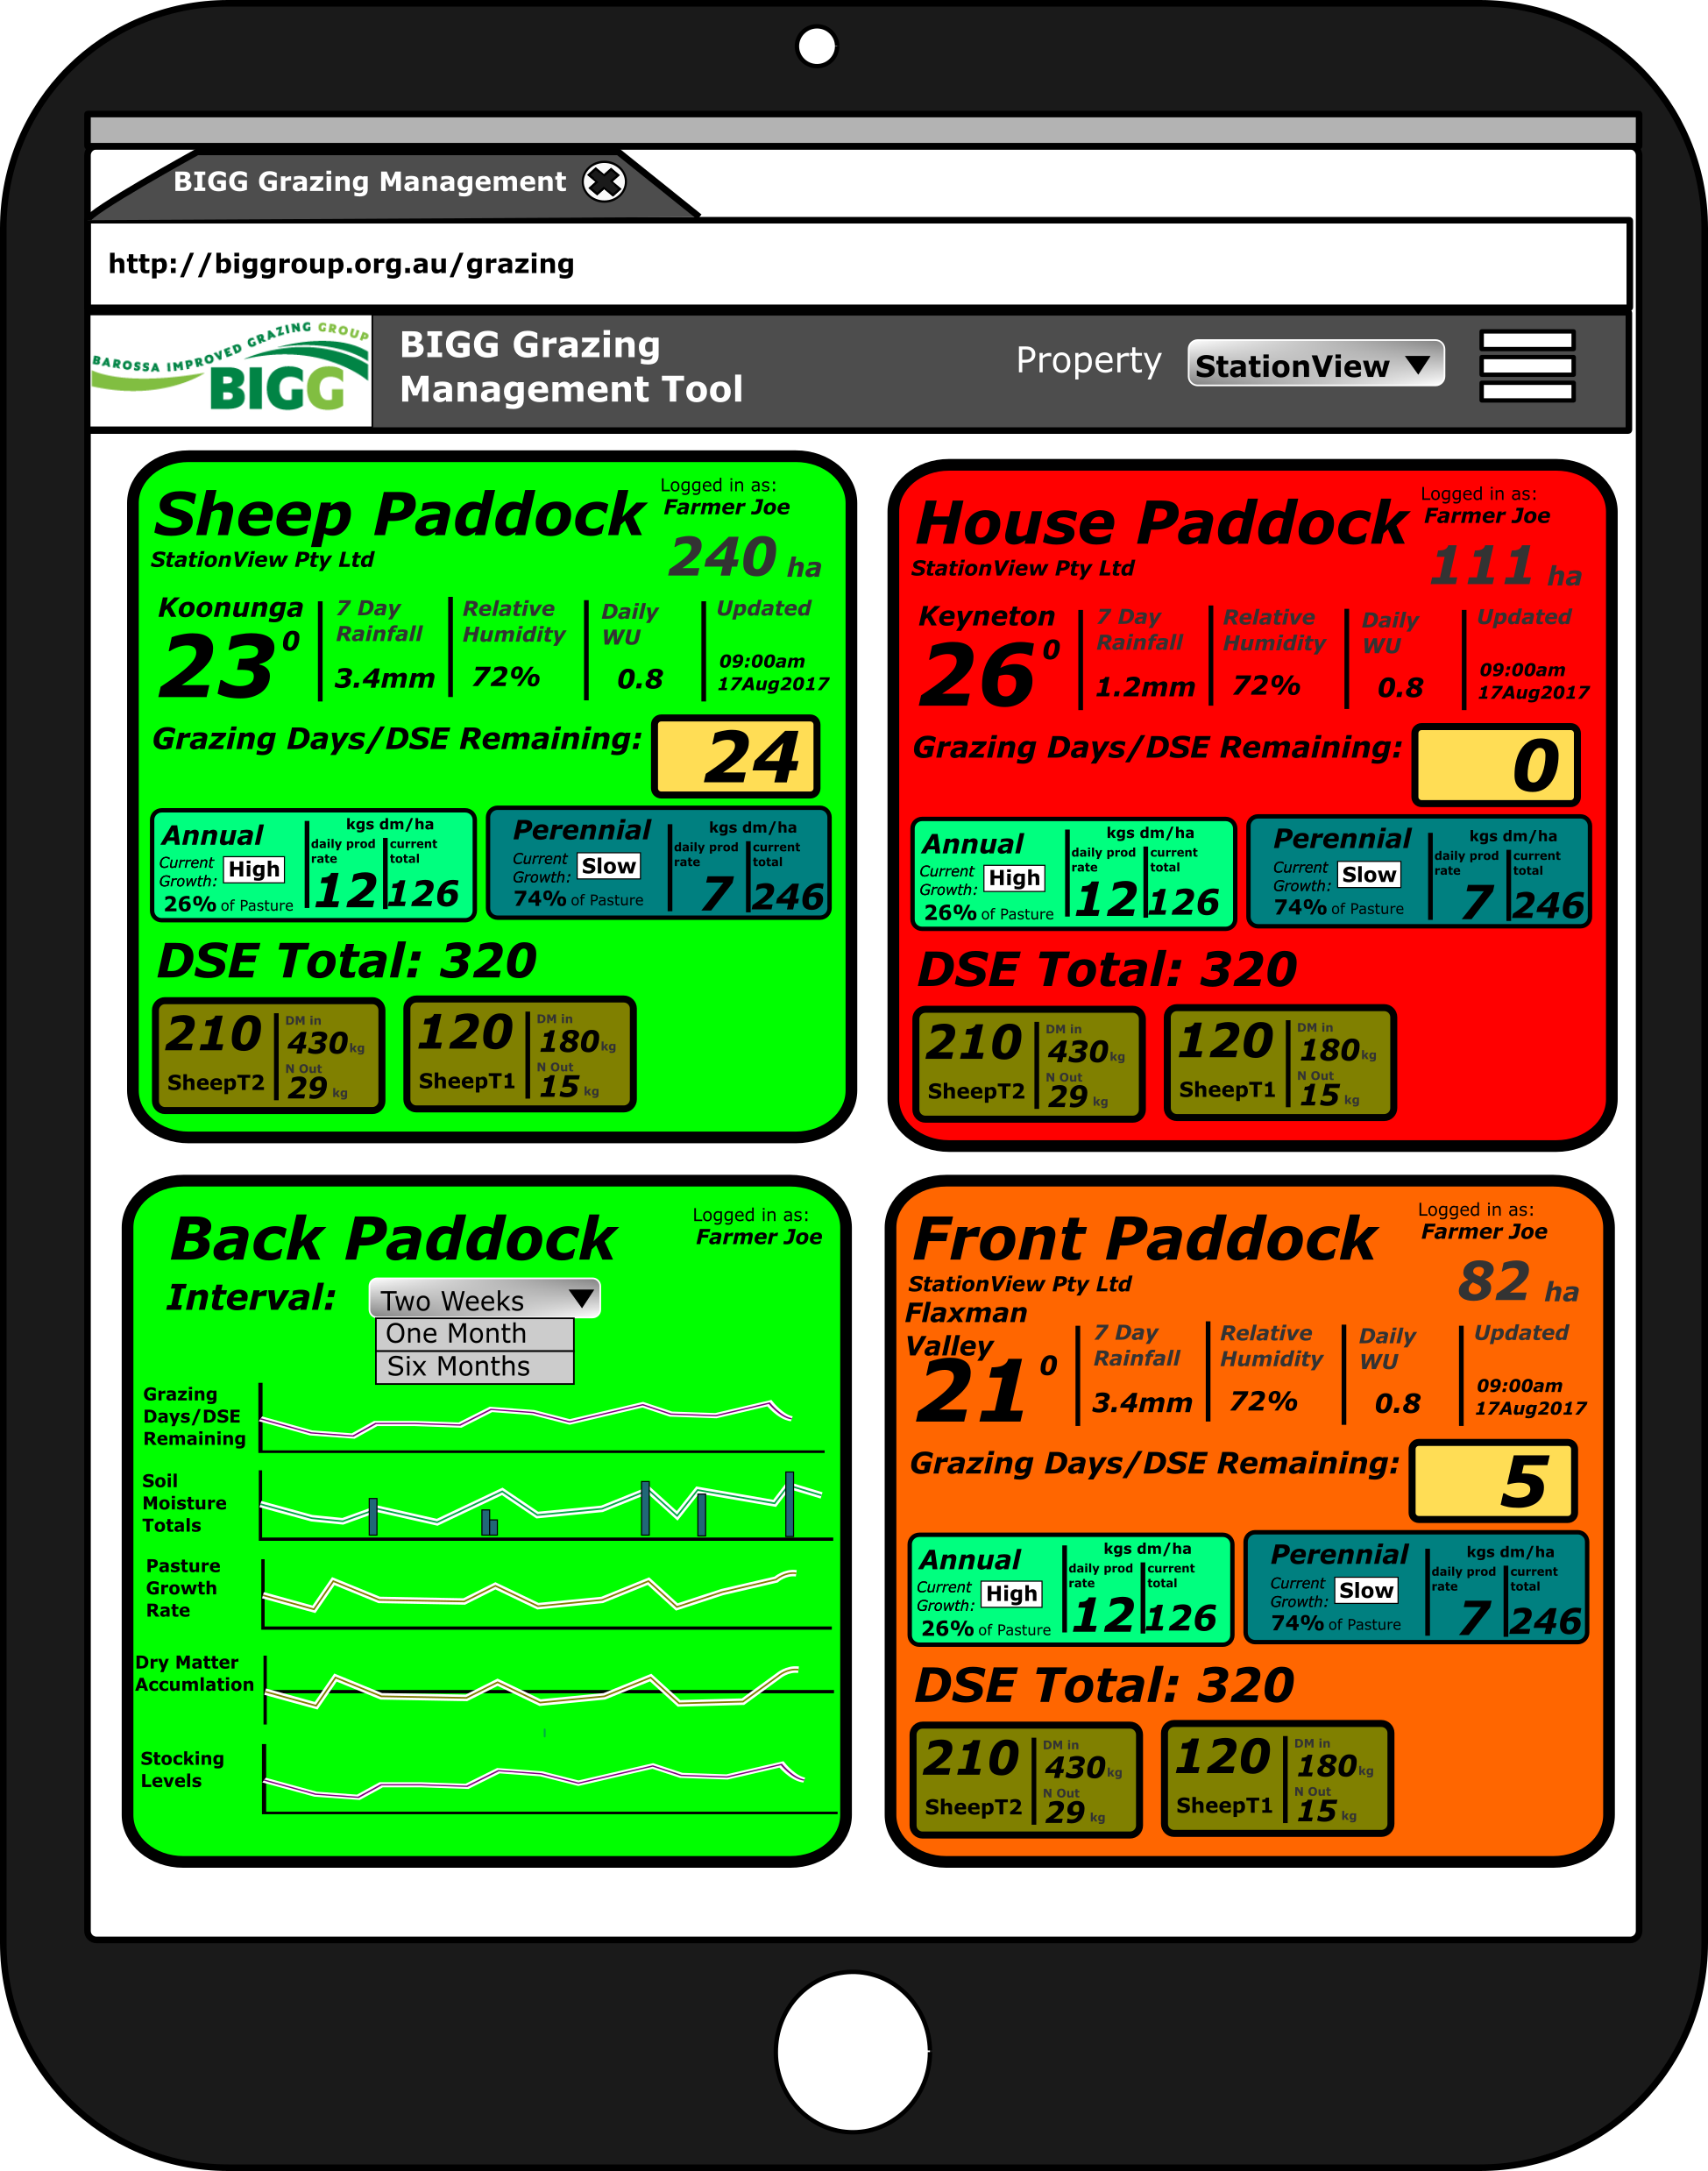 BIGG Grazing Management
http://biggroup.org.au/grazing
BAROSSA IMPROVED GRAZING GROUP
BIGG
BIGG Grazing
Management Tool
Property
StationView
Sheep Paddock
Logged in as:
Farmer Joe
StationView Pty Ltd
240 ha
Koonunga
23 0
7 Day
Rainfall
3.4mm
Relative
Humidity
72%
Daily
WU
0.8
Updated
09:00am
17Aug2017
Grazing Days/DSE Remaining:
24
Annual
Current
Growth:
High
26% of Pasture
kgs dm/ha
daily prod
rate
12
current
total
126
Perennial
Current
Growth:
Slow
74% of Pasture
kgs dm/ha
daily prod
rate
7
current
total
246
DSE Total: 320
210
SheepT2
DM in
430 kg
N Out
29 kg
120
SheepT1
DM in
180 kg
N Out
15 kg
House Paddock
Logged in as:
Farmer Joe
StationView Pty Ltd
111 ha
Keyneton
26 0
7 Day
Rainfall
1.2mm
Relative
Humidity
72%
Daily
WU
0.8
Updated
09:00am
17Aug2017
Grazing Days/DSE Remaining:
0
Annual
Current
Growth:
High
26% of Pasture
kgs dm/ha
daily prod
rate
12
current
total
126
Perennial
Current
Growth:
Slow
74% of Pasture
kgs dm/ha
daily prod
rate
7
current
total
246
DSE Total: 320
210
SheepT2
DM in
430 kg
N Out
29 kg
120
SheepT1
DM in
180 kg
N Out
15 kg
Back Paddock
Logged in as:
Farmer Joe
Interval:
Two Weeks
One Month
Six Months
Grazing
Days/DSE
Remaining
Soil
Moisture
Totals
Pasture
Growth
Rate
Dry Matter
Accumlation
Stocking
Levels
Front Paddock
Logged in as:
Farmer Joe
StationView Pty Ltd
82 ha
Flaxman
Valley
21 0
7 Day
Rainfall
3.4mm
Relative
Humidity
72%
Daily
WU
0.8
Updated
09:00am
17Aug2017
Grazing Days/DSE Remaining:
5
Annual
Current
Growth:
High
26% of Pasture
kgs dm/ha
daily prod
rate
12
current
total
126
Perennial
Current
Growth:
Slow
74% of Pasture
kgs dm/ha
daily prod
rate
7
current
total
246
DSE Total: 320
210
SheepT2
DM in
430 kg
N Out
29 kg
120
SheepT1
DM in
180 kg
N Out
15 kg